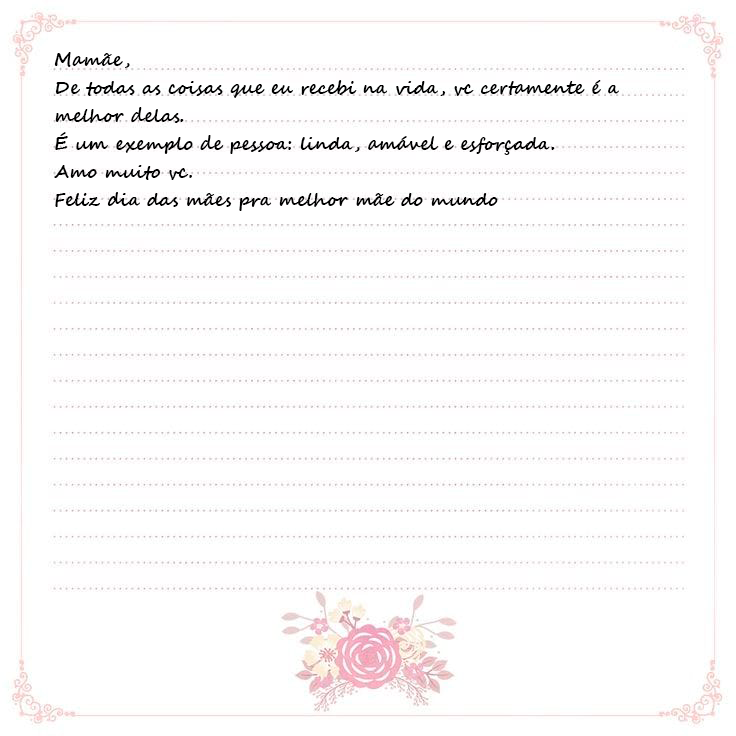 Mamãe,
De todas as coisas que eu recebi na vida, vc certamente é a
melhor delas.
É um exemplo de pessoa: linda, amável e esforçada.
Amo muito vc.
Feliz dia das mães pra melhor mãe do mundo